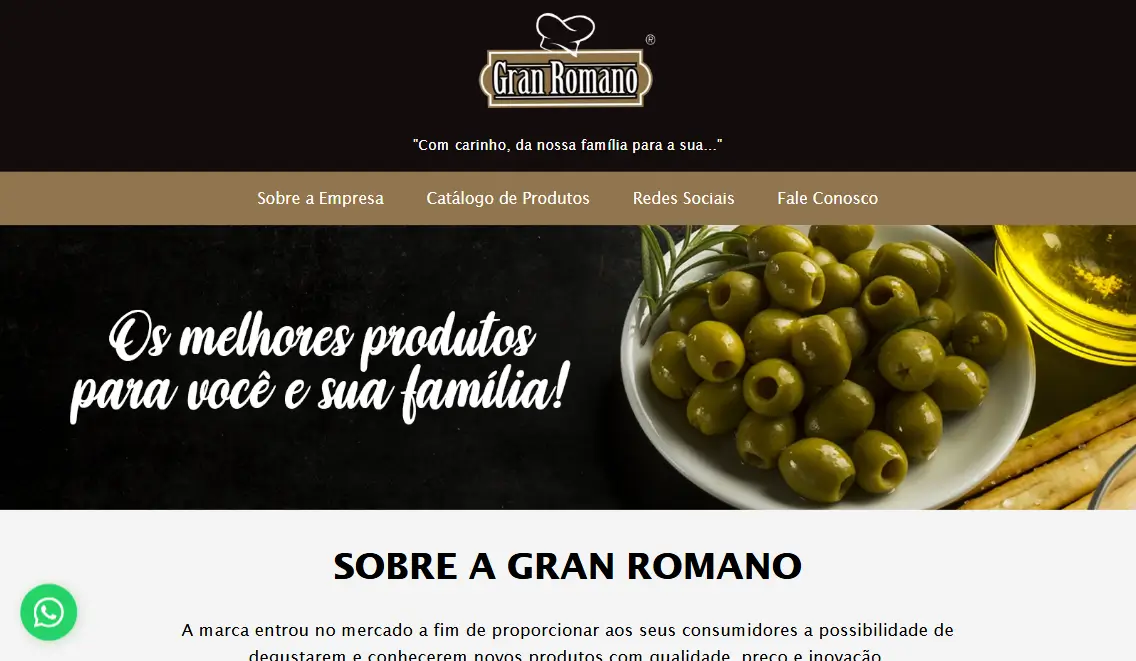 Gran Romano
®
"Com carinho, da nossa família para a sua..."
Sobre a Empresa Catálogo de Produtos Redes Sociais Fale Conosco
Os melhores produtos
para você e sua família!
SOBRE A GRAN ROMANO
A marca entrou no mercado a fim de proporcionar aos seus consumidores a possibilidade de
degustarem e conhecerem novos produtos com qualidade, preço e inovação.